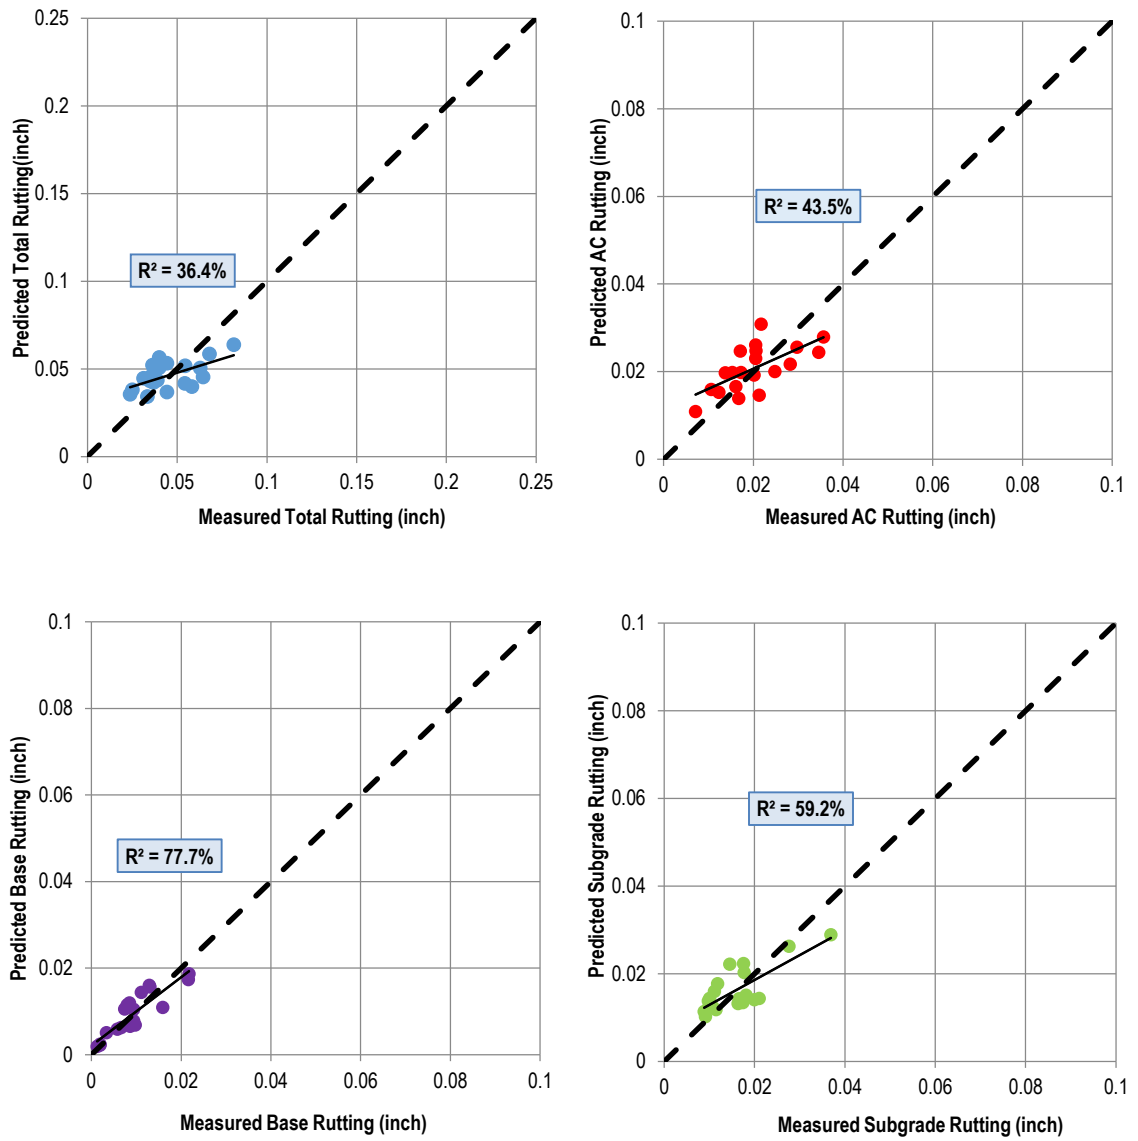 0.25
0.2
0.15
0.1
0.05
0
Predicted Total Rutting(inch)
R² = 36.4%
0 0.05 0.1 0.15 0.2 0.25
Measured Total Rutting (inch)
0.1
0.08
0.06
0.04
0.02
0
Predicted AC Rutting (inch)
R² = 43.5%
0 0.02 0.04 0.06 0.08 0.1
Measured AC Rutting (inch)
0.1
0.08
0.06
0.04
0.02
0
Predicted Base Rutting (inch)
R² = 77.7%
0 0.02 0.04 0.06 0.08 0.1
Measured Base Rutting (inch)
0.1
0.08
0.06
0.04
0.02
0
Predicted Subgrade Rutting (inch)
R² = 59.2%
0 0.02 0.04 0.06 0.08 0.1
Measured Subgrade Rutting (inch)